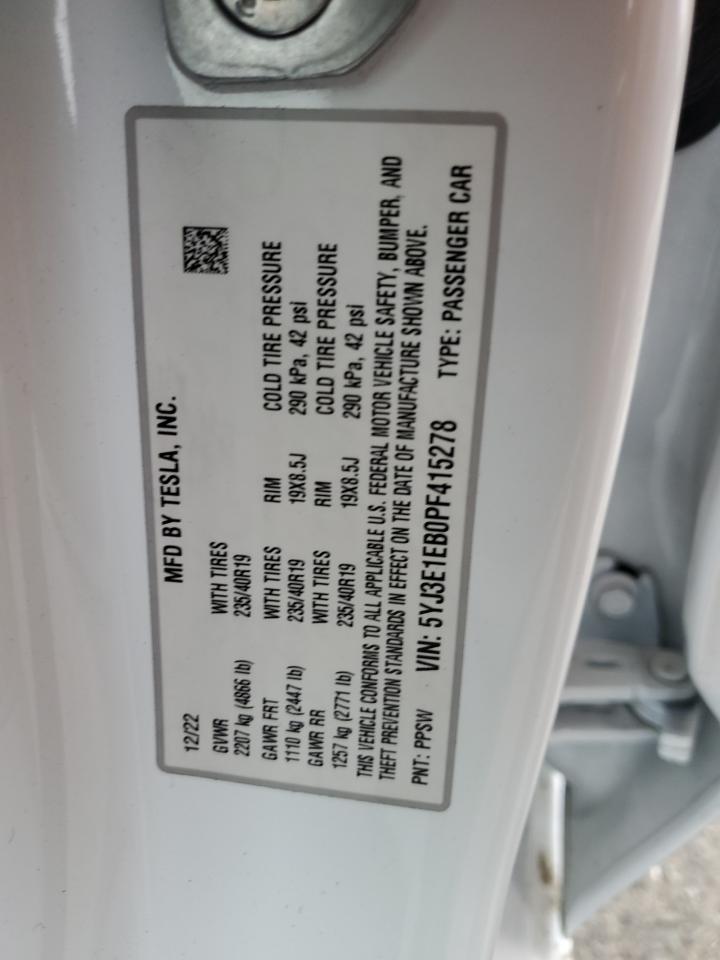 MFD BY TESLA, INC.
12/22
GVWR WITH TIRES
2207 kg (4866 lb) 235/40R19
GAWR FRT WITH TIRES RIM COLD TIRE PRESSURE
1110 kg (2447 lb) 235/40R19 19X8.5J 290 kPa, 42 psi
GAWR RR WITH TIRES RIM COLD TIRE PRESSURE
1257 kg (2771 lb) 235/40R19 19X8.5J 290 kPa, 42 psi
THIS VEHICLE CONFORMS TO ALL APPLICABLE U.S. FEDERAL MOTOR VEHICLE SAFETY, BUMPER, AND
THEFT PREVENTION STANDARDS IN EFFECT ON THE DATE OF MANUFACTURE SHOWN ABOVE.
PNT: PPSW VIN: 5YJ3E1EB0PF415278 TYPE: PASSENGER CAR